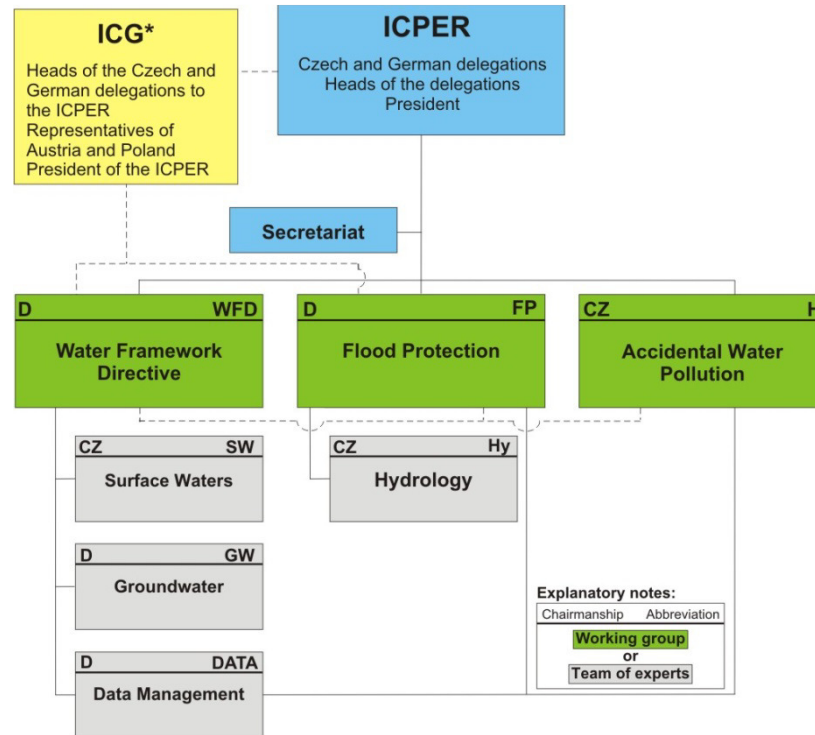 ICG*
Heads of the Czech and
German delegations to
the ICPER
Representatives of
Austria and Poland
President of the ICPER
ICPER
Czech and German delegations
Heads of the delegations
President
Secretariat
D WFD
Water Framework
Directive
D FP
Flood Protection
CZ H
Accidental Water
Pollution
CZ SW
Surface Waters
CZ Hy
Hydrology
D GW
Groundwater
D DATA
Data Management
Explanatory notes:
Chairmanship Abbreviation
Working group
or
Team of experts